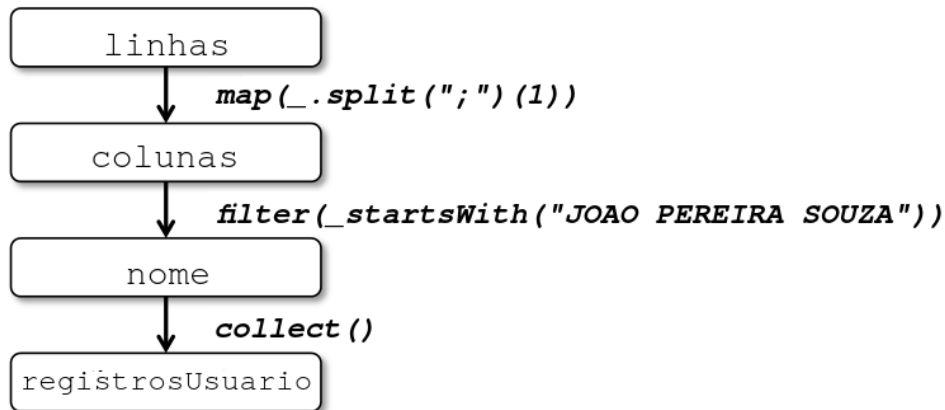 linhas
map(_.split(";")(1))
colunas
filter(_startsWith("JOAO PEREIRA SOUZA"))
nome
collect()
registrosUsuario